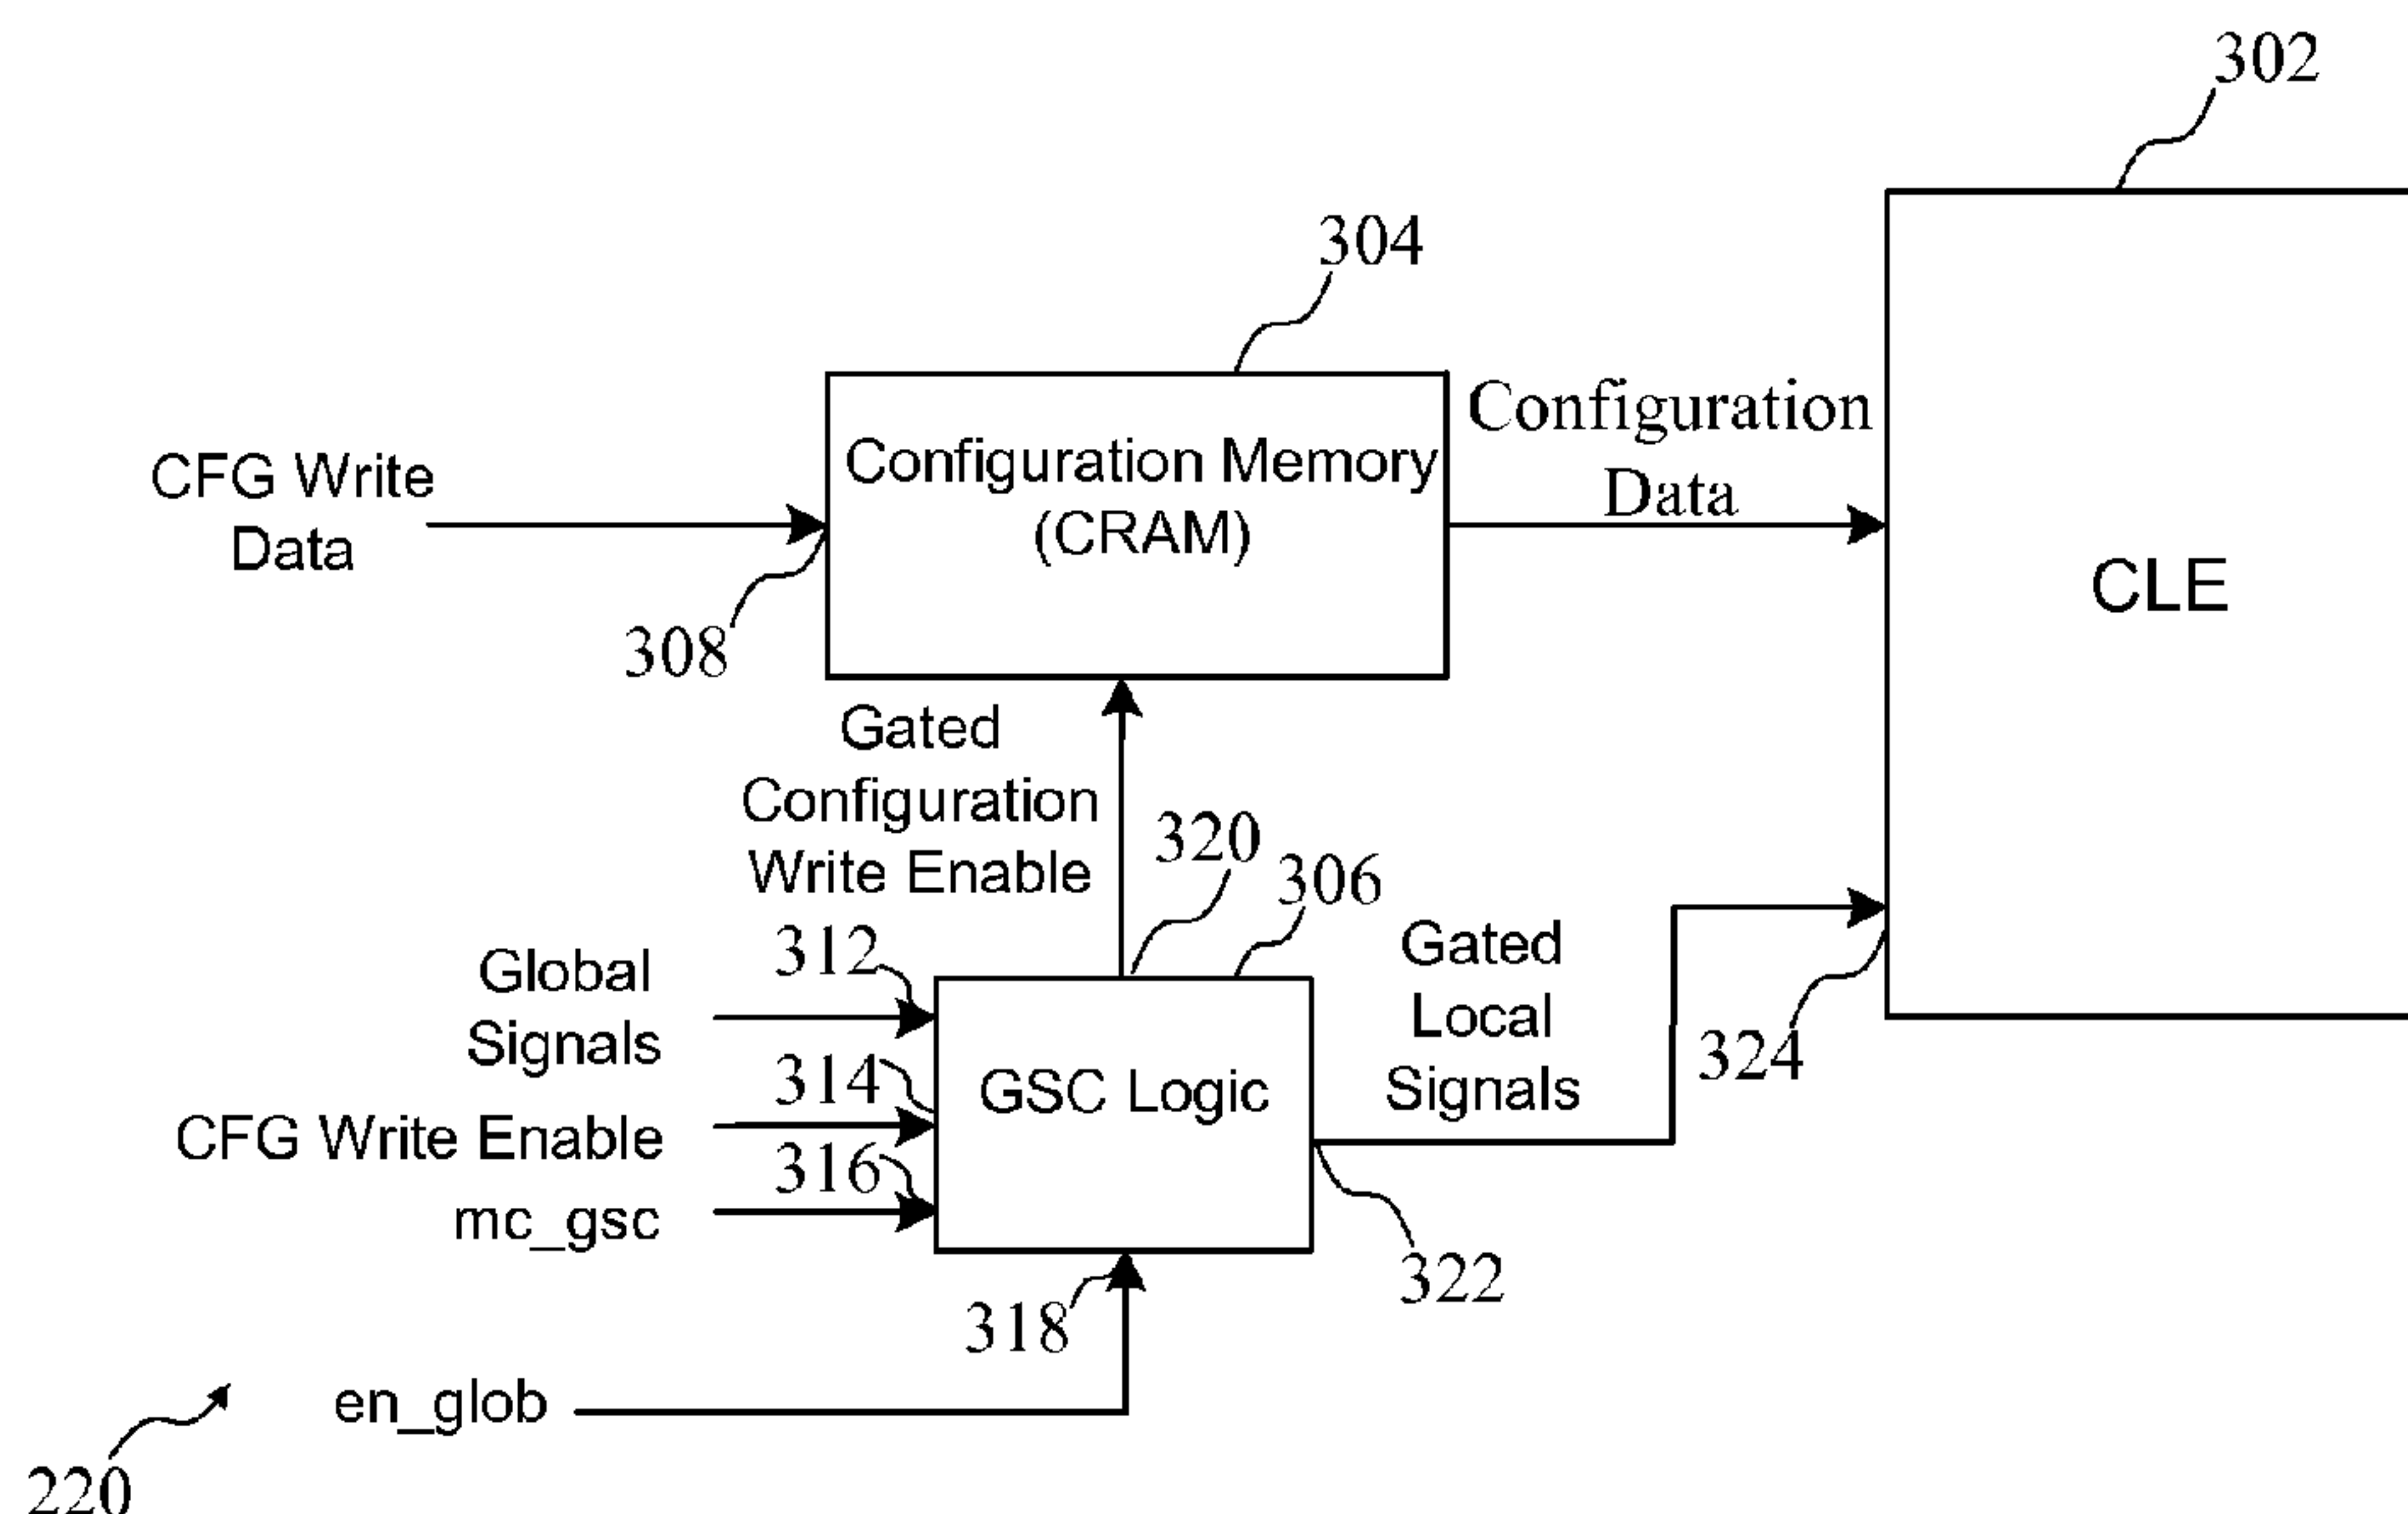 302
304
Configuration
Data
CFG Write
Data
Configuration Memory
(CRAM)
CLE
308
Gated
Configuration
Write Enable
320
306
Global
Signals
312
Gated
Local
Signals
314
GSC Logic
324
CFG Write Enable
316
mc_gsc
322
318
en_glob
220